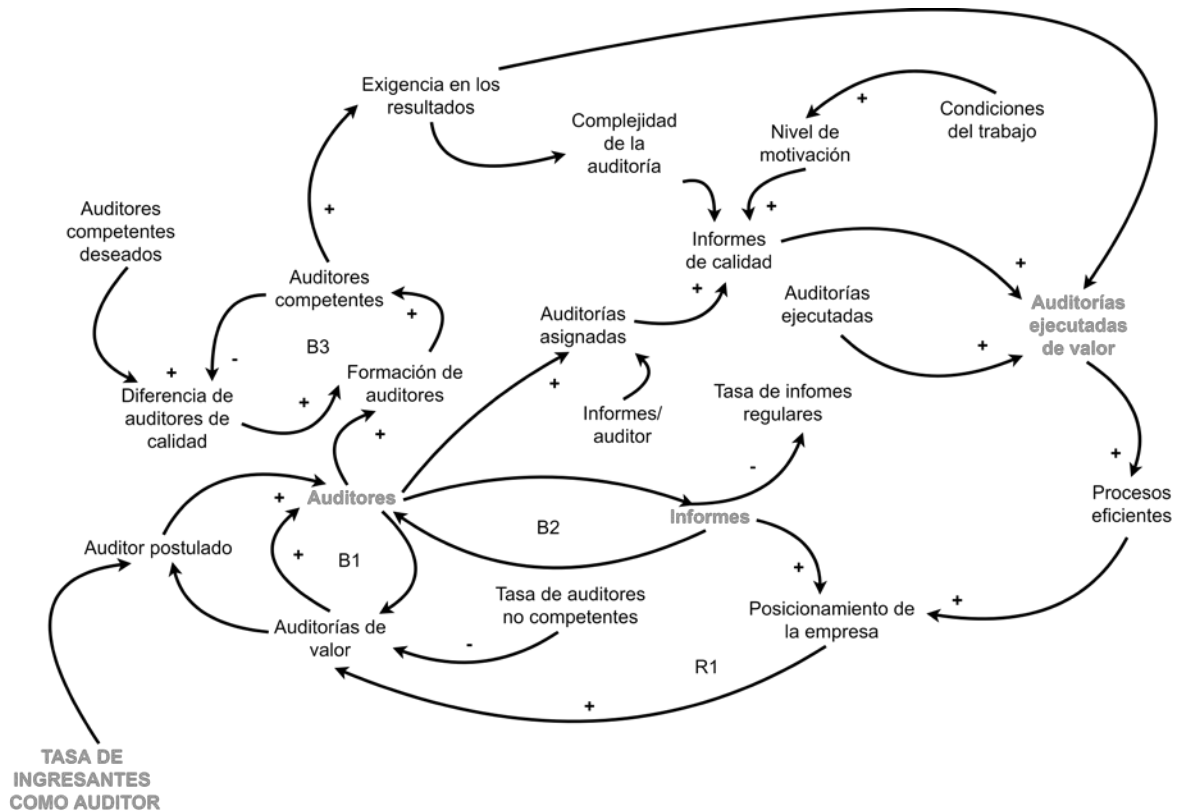 Exigencia en los
resultados
+
Condiciones
del trabajo
Complejidad
de la
auditoría
Nivel de
motivación
+
Auditores
competentes
deseados
+
Informes
de calidad
+
Auditores
competentes
+
Auditorías
ejecutadas
+
Auditorías
ejecutadas
de valor
+
Auditorías
asignadas
+
B3
-
+
Formación de
auditores
+
Diferencia de
auditores de
calidad
+
+
Informes/
auditor
Tasa de infomes
regulares
+
-
+
Auditores
+
Informes
Procesos
eficientes
B2
Auditor postulado
+
B1
+
Tasa de auditores
no competentes
Posicionamiento de
la empresa
+
Auditorías de
valor
-
R1
+
TASA DE
INGRESANTES
COMO AUDITOR